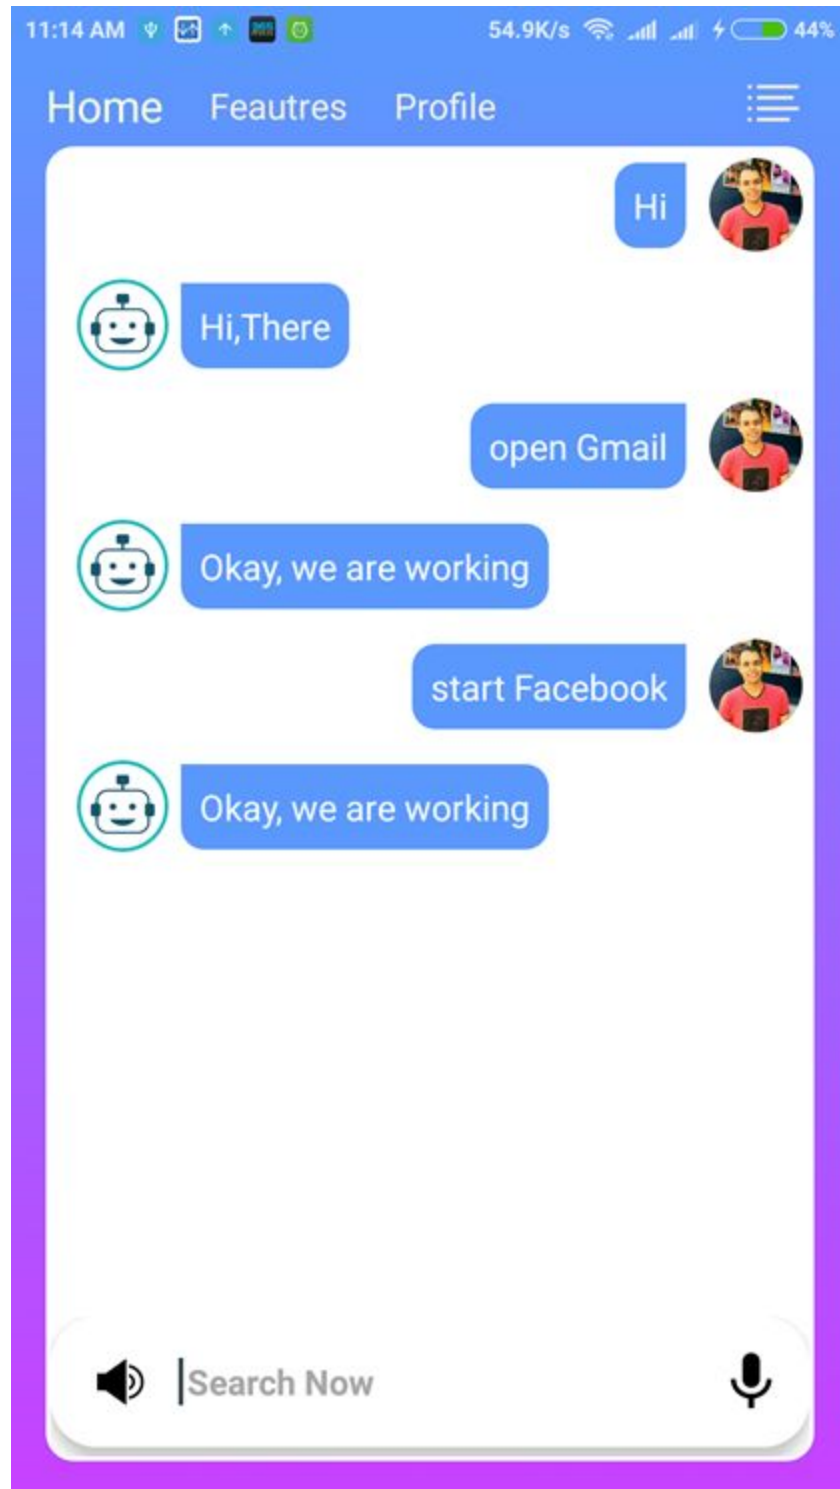 11:14 AM 54.9K/s 44%
Home Feautres Profile
Hi
Hi,There
open Gmail
Okay, we are working
start Facebook
Okay, we are working
Search Now